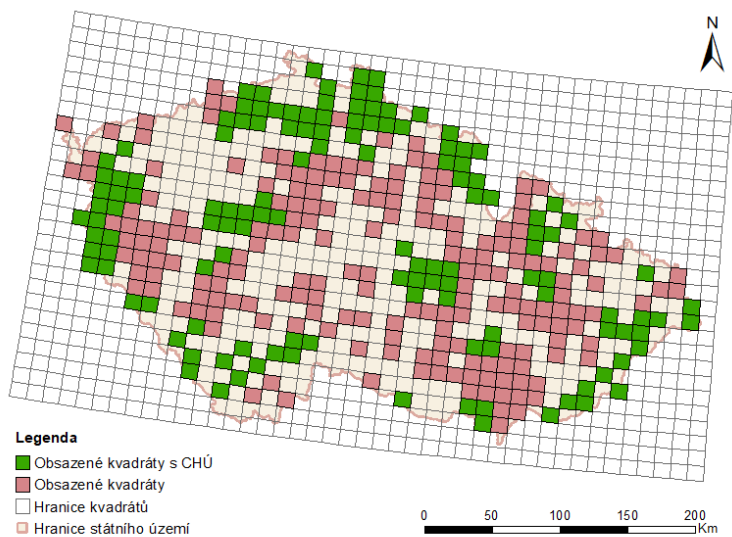 N
Legenda
Obsazené kvadráty s CHÚ
Obsazené kvadráty
Hranice kvadrátů
Hranice státního území
0 50 100 150 200
Km